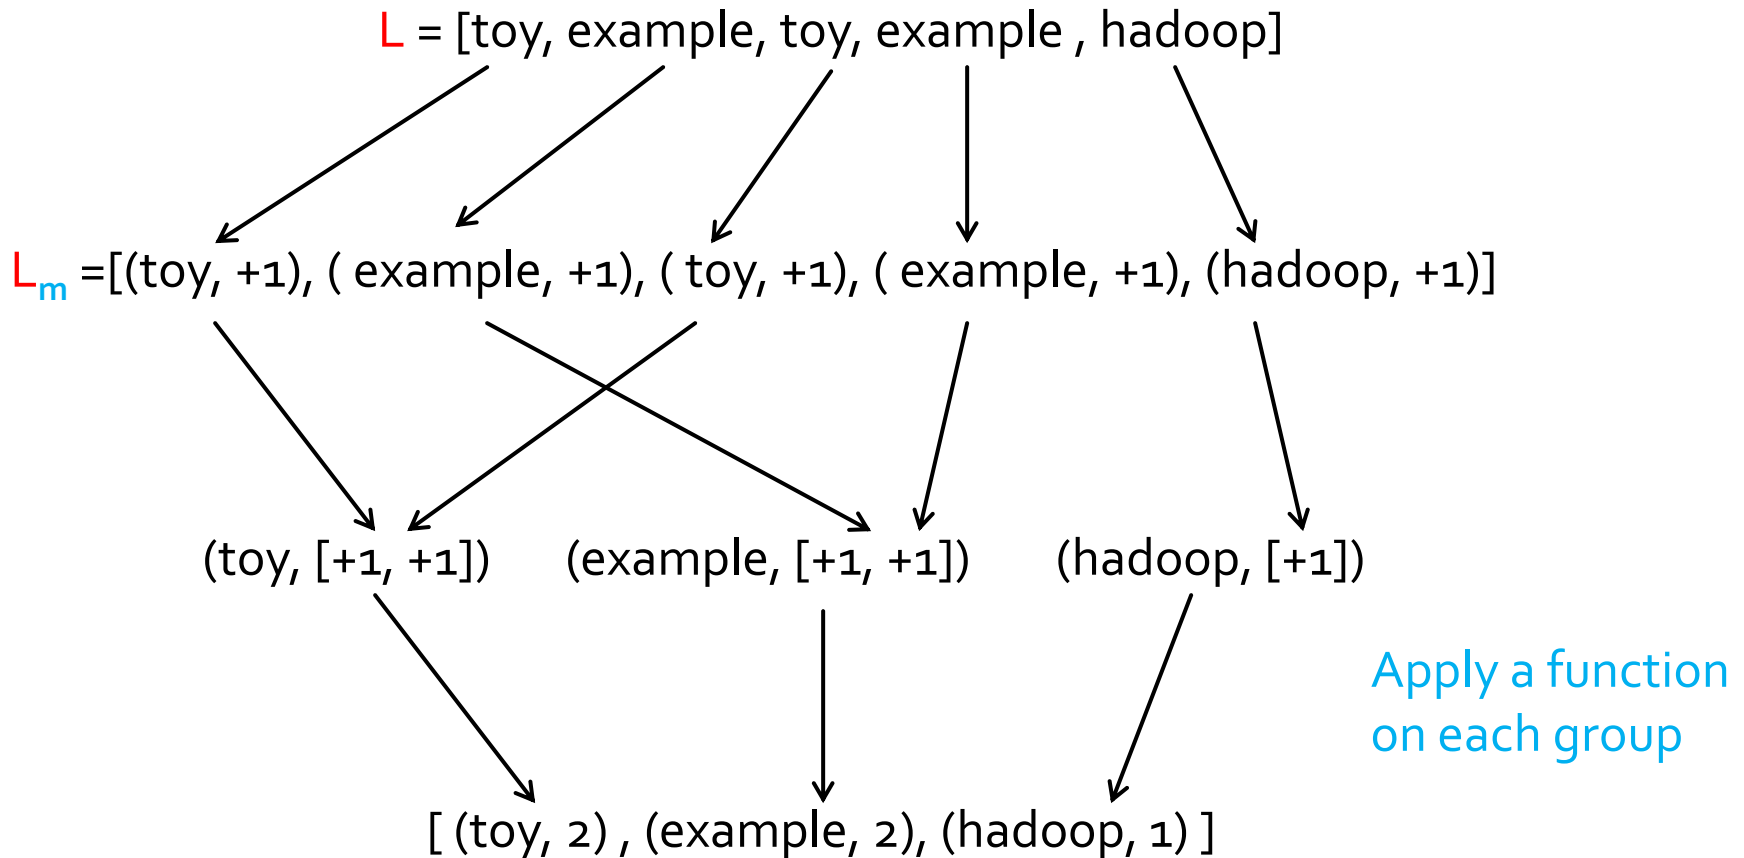 L = [toy, example, toy, example , hadoop]
Lm =[(toy, +1), ( example, +1), ( toy, +1), ( example, +1), (hadoop, +1)]
(toy, [+1, +1]) (example, [+1, +1]) (hadoop, [+1])
Apply a function
on each group
[ (toy, 2) , (example, 2), (hadoop, 1) ]